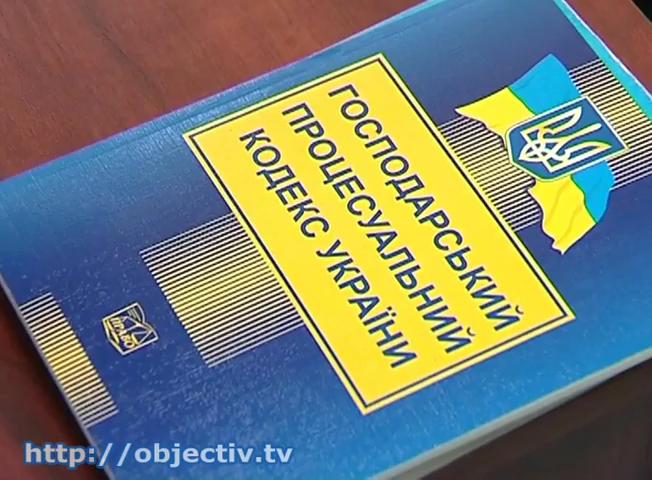 ГОСПОДАРСЬКИЙ
ПРОЦЕСУАЛЬНИЙ
КОДЕКС УКРАЇНИ
http://objectiv.tv